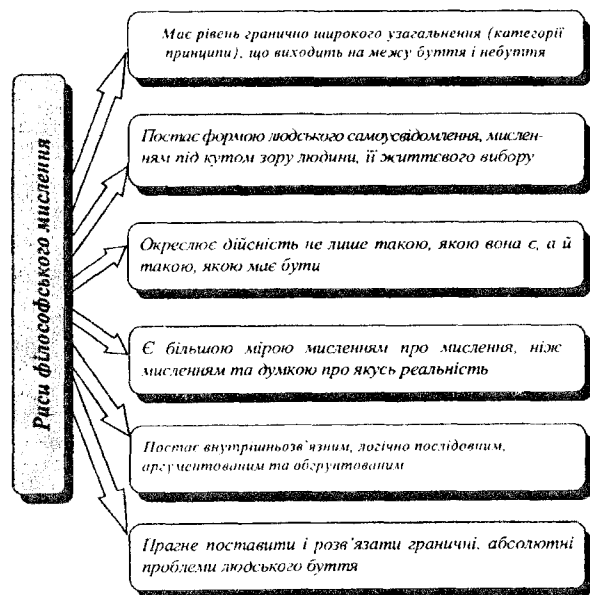 Риси філософського мислення
Має рівень гранично широкого узагальнення (категорії
принципи), що виходить на межу буття і небуття
Постає формою людського самоусвідомлення, мислен-
ням під кутом зору людини, її життєвого вибору
Окреслює дійсність не лише такою, якою вона є, а й
такою, якою має бути
Є більшою мірою мисленням про мислення, ніж
мисленням та думкою про якусь реальність
Постає внутрішньозв'язним, логічно послідовним,
аргументованим та обґрунтованим
Прагне поставити і розв'язати граничні, абсолютні
проблеми людського буття